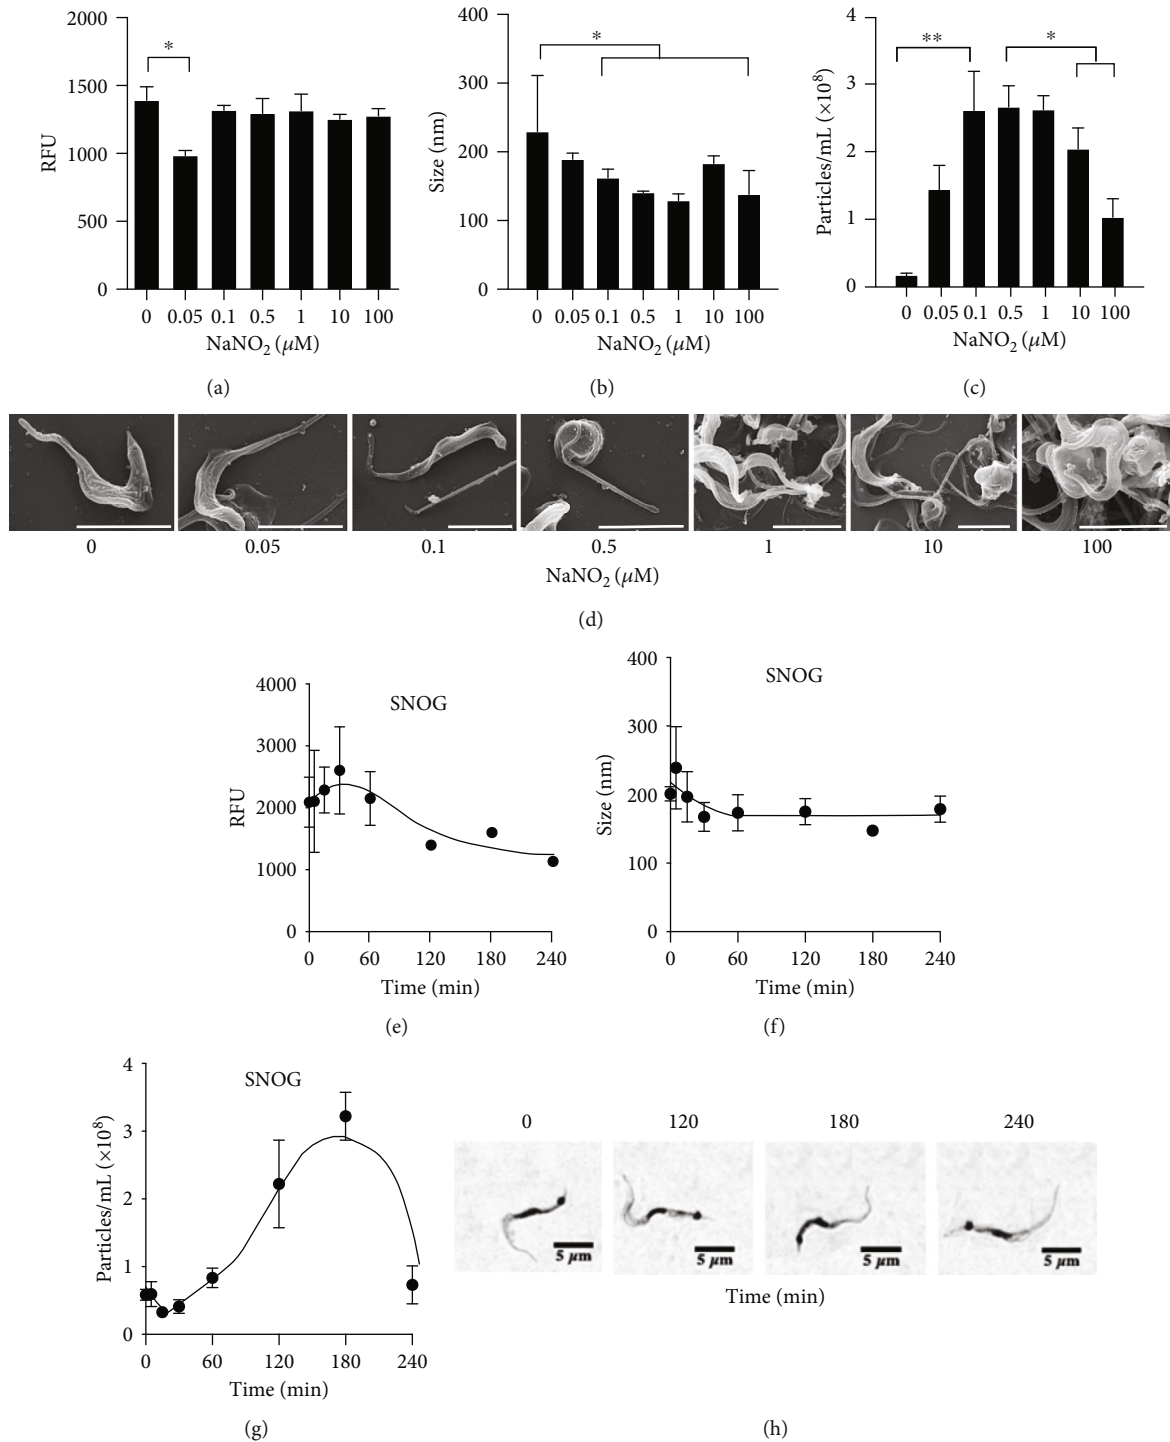 2000
1500
1000
500
0
RFU
*
0 0.05 0.1 0.5 1 10 100
NaNO2 (μM)
(a)
400
300
200
100
0
Size (nm)
*
0 0.05 0.1 0.5 1 10 100
NaNO2 (μM)
(b)
4
3
2
1
0
Particles/mL (×10⁸)
** *
0 0.05 0.1 0.5 1 10 100
NaNO2 (μM)
(c)
0 0.05 0.1 0.5 1 10 100
NaNO2 (μM)
(d)
4000
3000
2000
1000
0
RFU
SNOG
0 60 120 180 240
Time (min)
(e)
400
300
200
100
0
Size (nm)
SNOG
0 60 120 180 240
Time (min)
(f)
4
3
2
1
0
Particles/mL (×10⁸)
SNOG
0 60 120 180 240
Time (min)
(g)
0 120 180 240
5 μm 5 μm 5 μm 5 μm
Time (min)
(h)